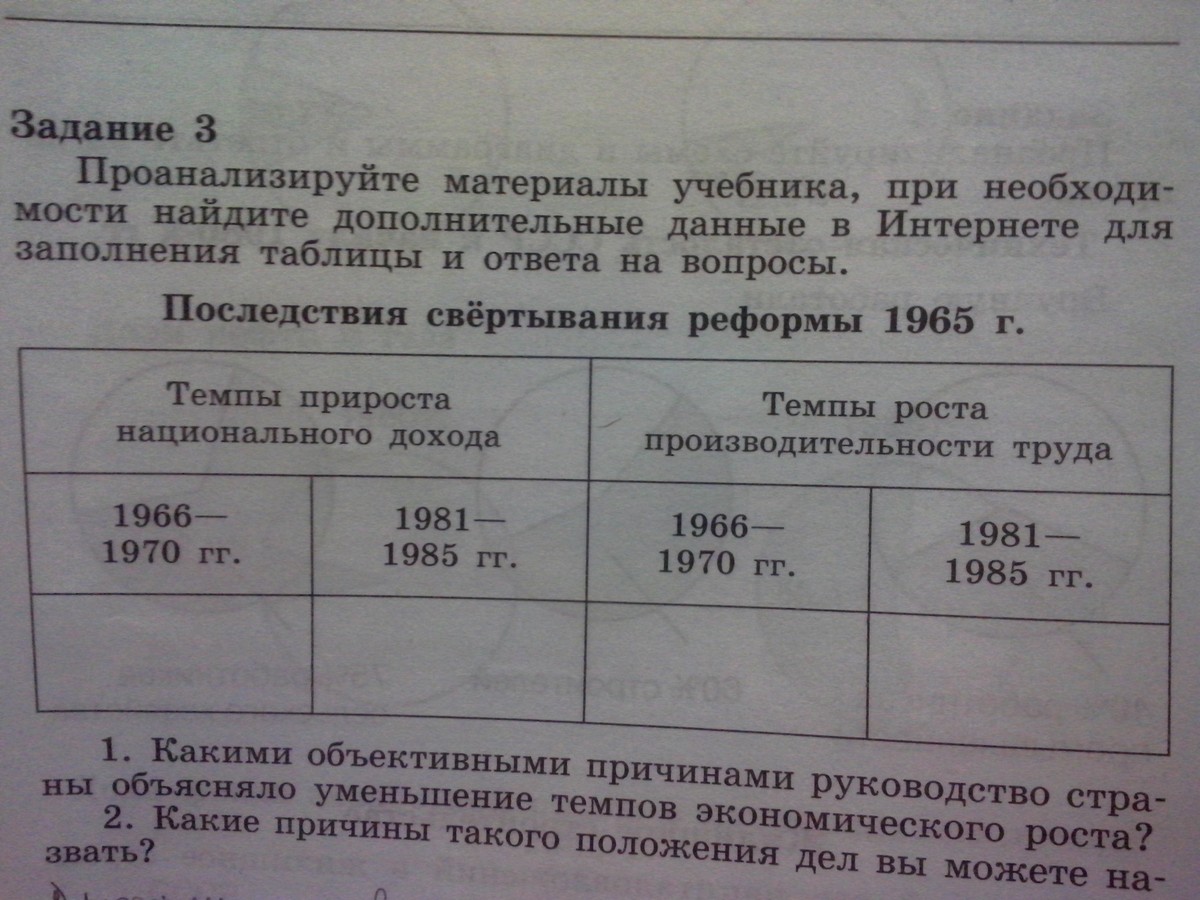 Задание 3
Проанализируйте материалы учебника, при необходи-
мости найдите дополнительные данные в Интернете для
заполнения таблицы и ответа на вопросы.
Последствия свёртывания реформы 1965 г.
Темпы прироста
национального дохода
Темпы роста
производительности труда
1966—
1970 гг.
1981—
1985 гг.
1966—
1970 гг.
1981—
1985 гг.
1. Какими объективными причинами руководство стра-
ны объясняло уменьшение темпов экономического роста?
2. Какие причины такого положения дел вы можете на-
звать?